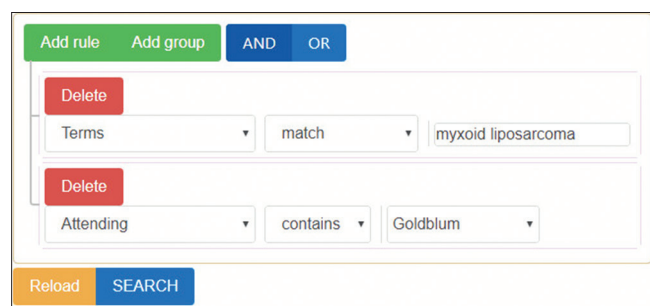 Add rule Add group AND OR
Delete
Terms match myxoid liposarcoma
Delete
Attending contains Goldblum
Reload SEARCH